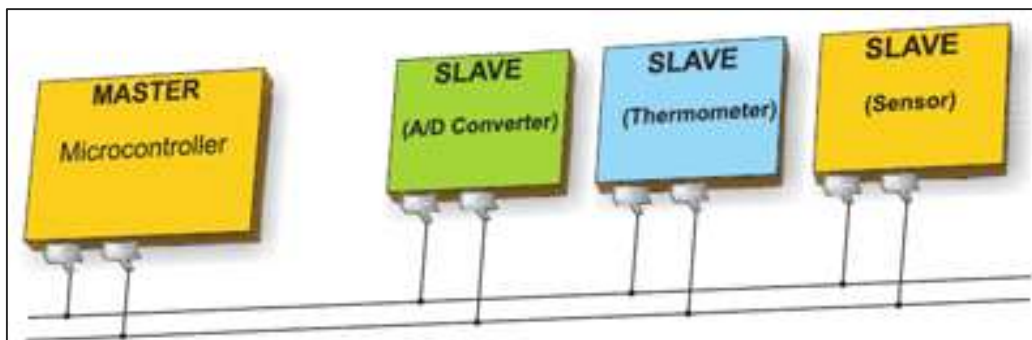 MASTER
Microcontroller
SLAVE
(A/D Converter)
SLAVE
(Thermometer)
SLAVE
(Sensor)